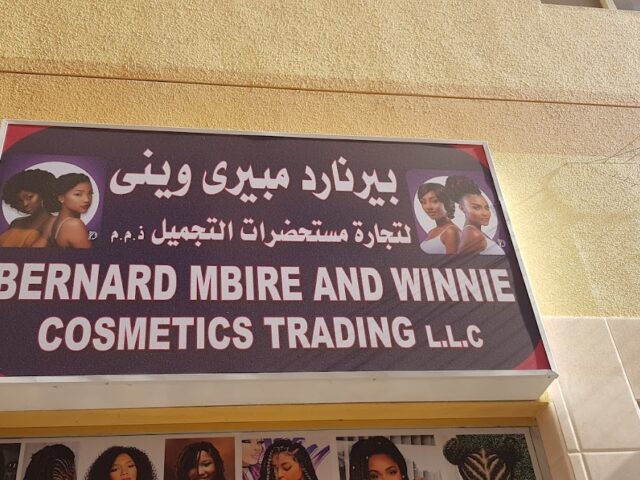 بيرنارد مبيرى وينى
لتجارة مستحضرات التجميل ذ.م.م
BERNARD MBIRE AND WINNIE
COSMETICS TRADING L.L.C